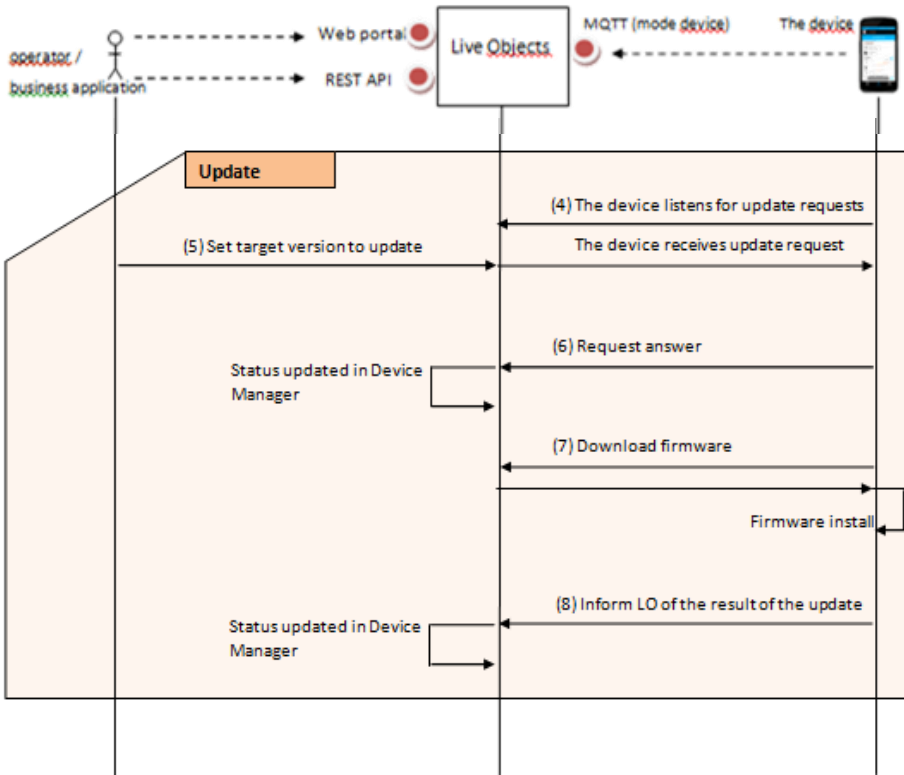 Web portal
MQTT (mode device)
The device
operator /
business application
REST API
Live Objects
Update
(4) The device listens for update requests
(5) Set target version to update
The device receives update request
(6) Request answer
Status updated in Device
Manager
(7) Download firmware
Firmware install
(8) Inform LO of the result of the update
Status updated in Device
Manager